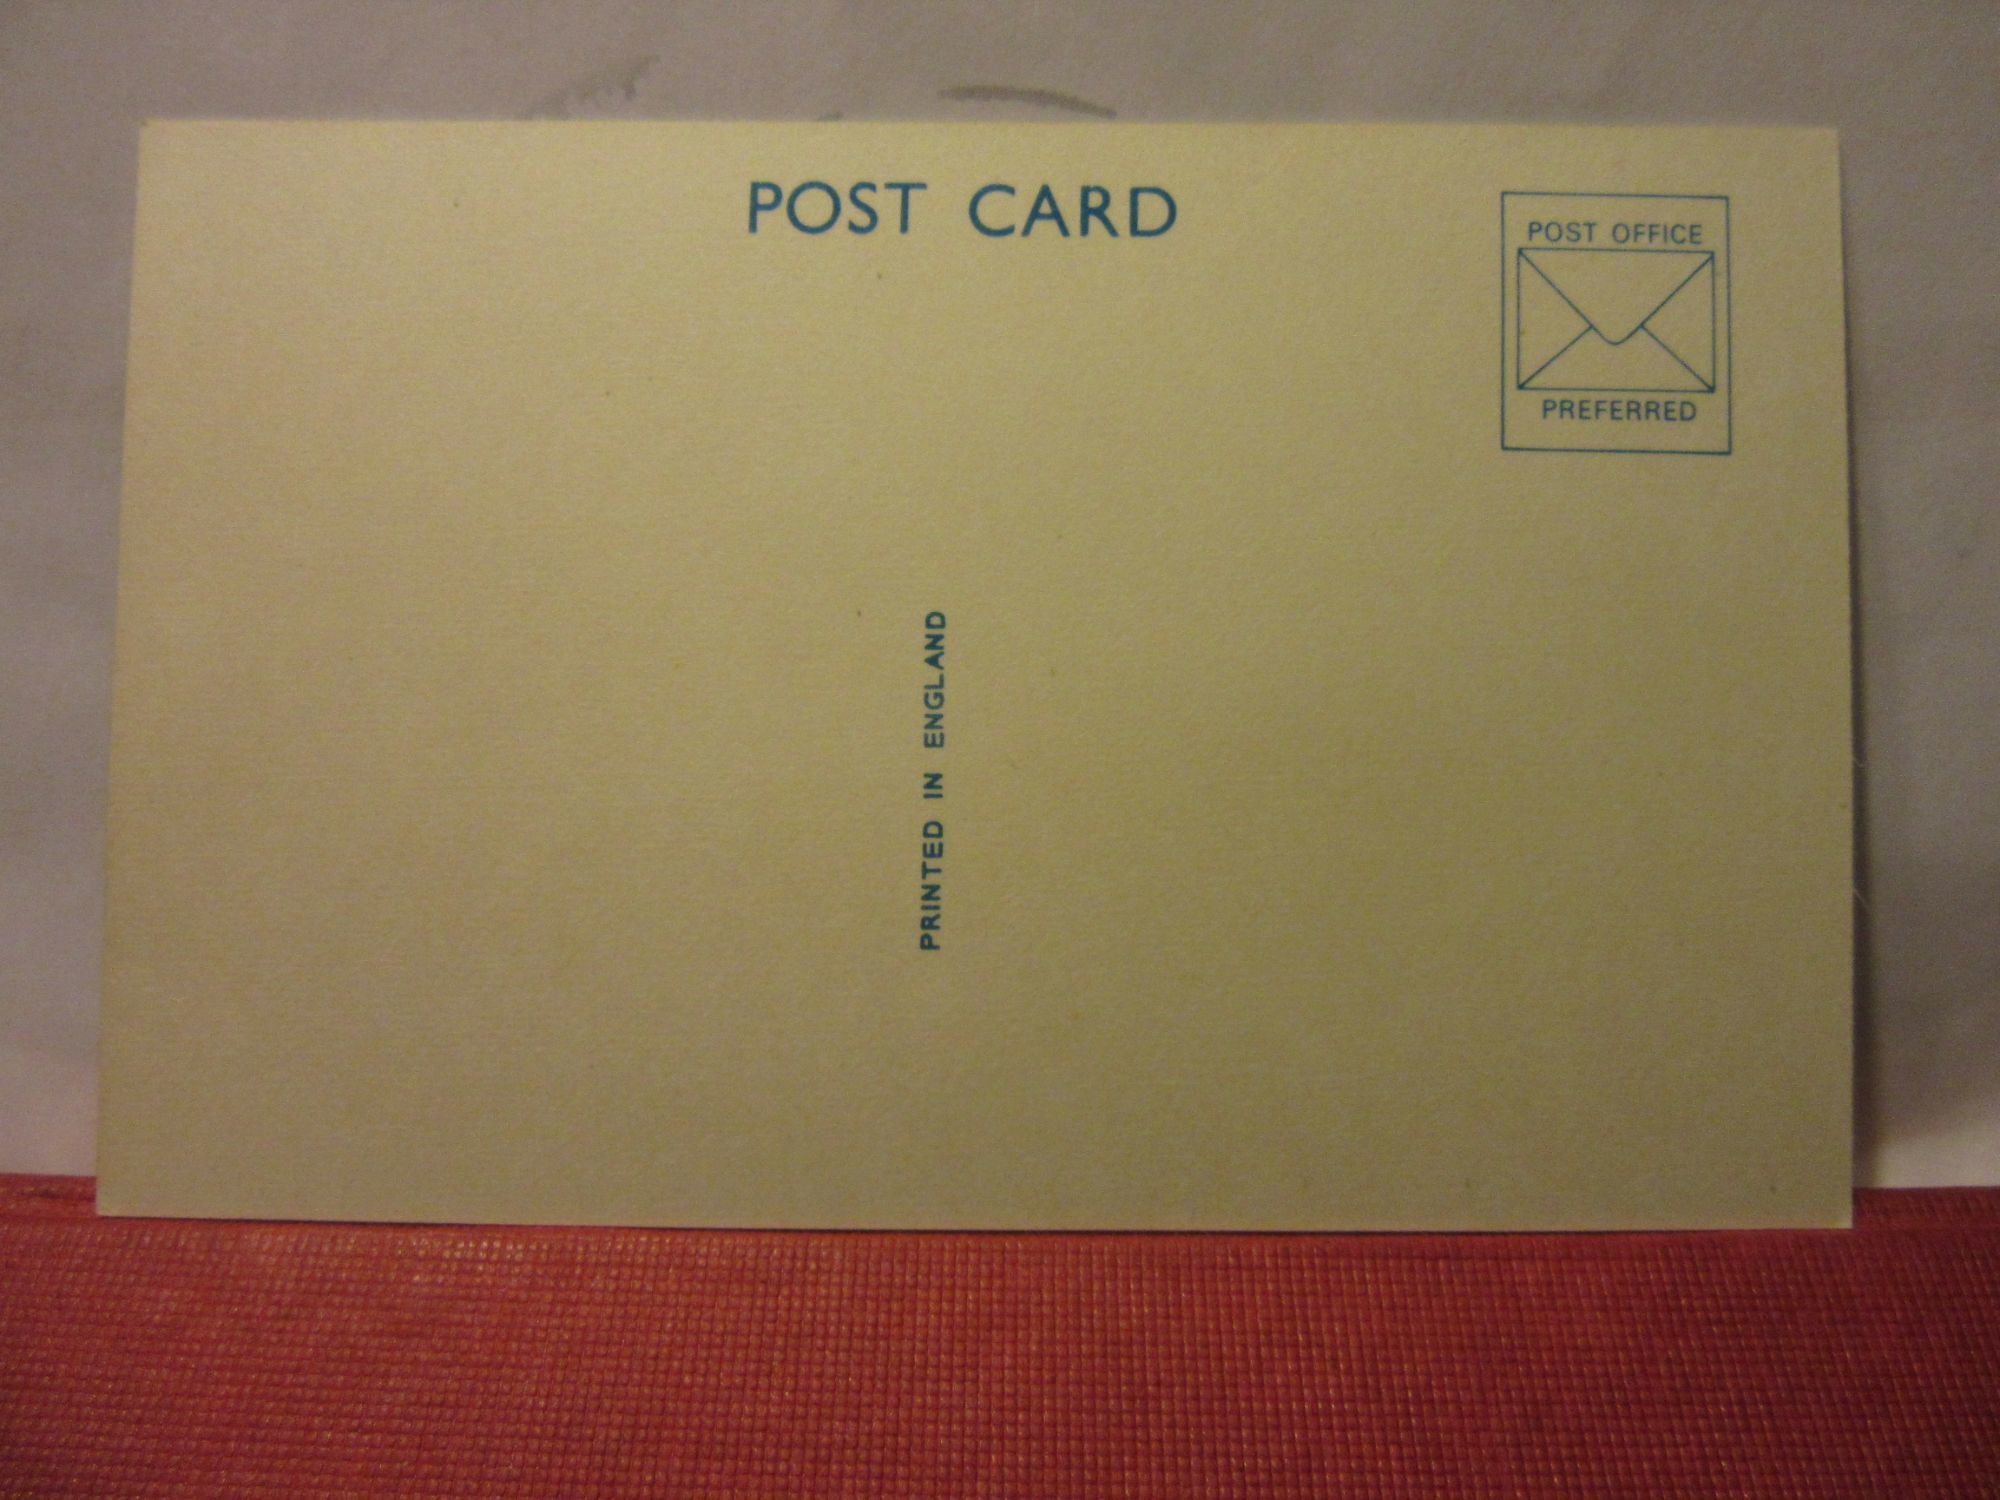 POST CARD
POST OFFICE
PREFERRED
PRINTED IN ENGLAND